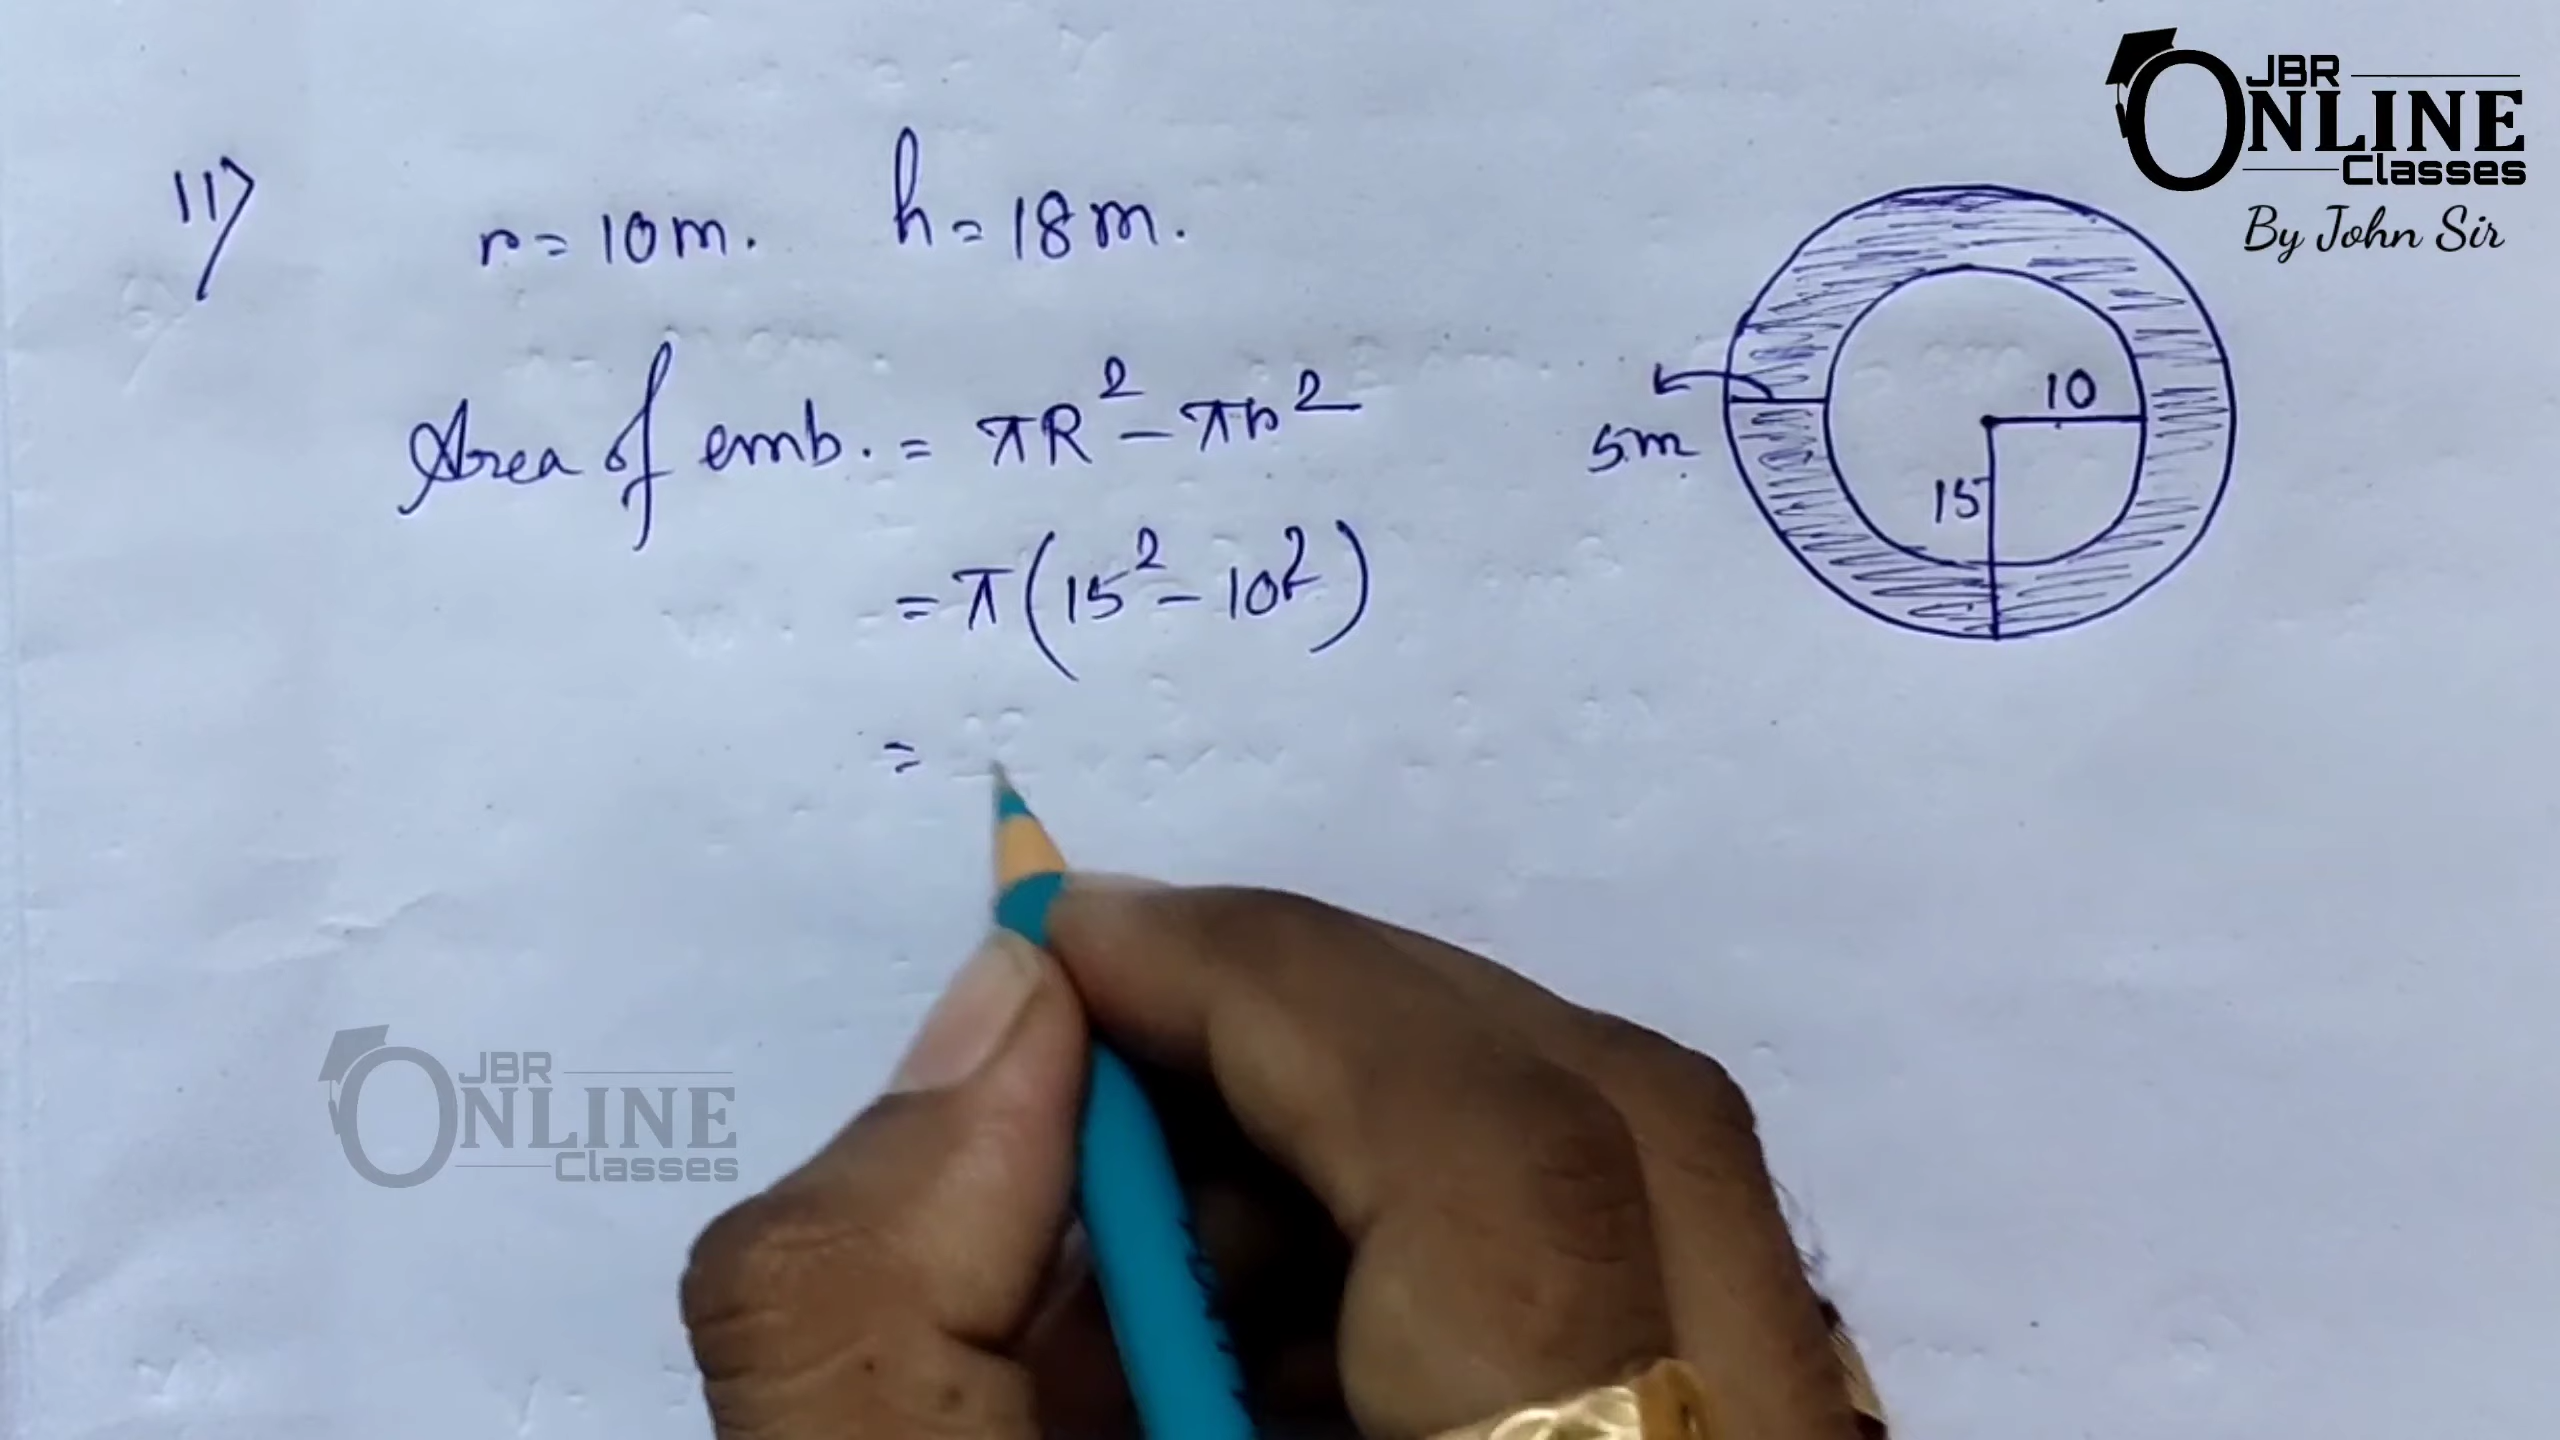 JBR
ONLINE
Classes
By John Sir
11)
r = 10m. h = 18m.
Area of emb. = πR² - πr²
= π(15² - 10²)
=
10
15
5m
JBR
ONLINE
Classes